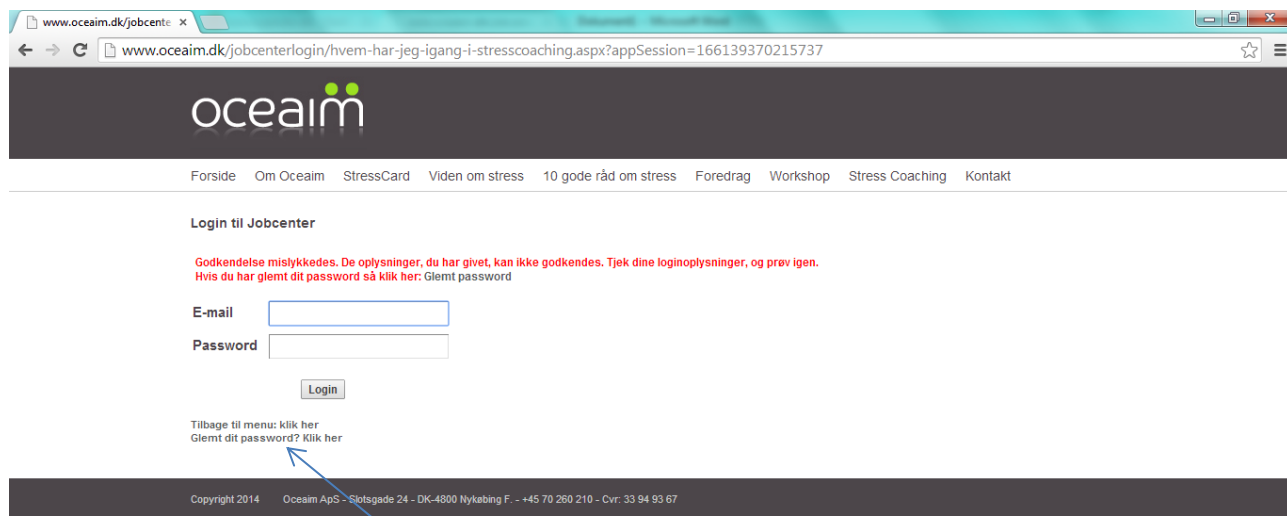 www.oceaim.dk/jobcente
www.oceaim.dk/jobcenterlogin/hvem-har-jeg-igang-i-stresscoaching.aspx?appSession=166139370215737
oceaim
Forside Om Oceaim StressCard Viden om stress 10 gode råd om stress Foredrag Workshop Stress Coaching Kontakt
Login til Jobcenter
Godkendelse mislykkedes. De oplysninger, du har givet, kan ikke godkendes. Tjek dine loginoplysninger, og prøv igen.
Hvis du har glemt dit password så klik her: Glemt password
E-mail
Password
Login
Tilbage til menu: klik her
Glemt dit password? Klik her
Copyright 2014 Oceaim ApS - Slotsgade 24 - DK-4800 Nykøbing F. - +45 70 260 210 - Cvr: 33 94 93 67